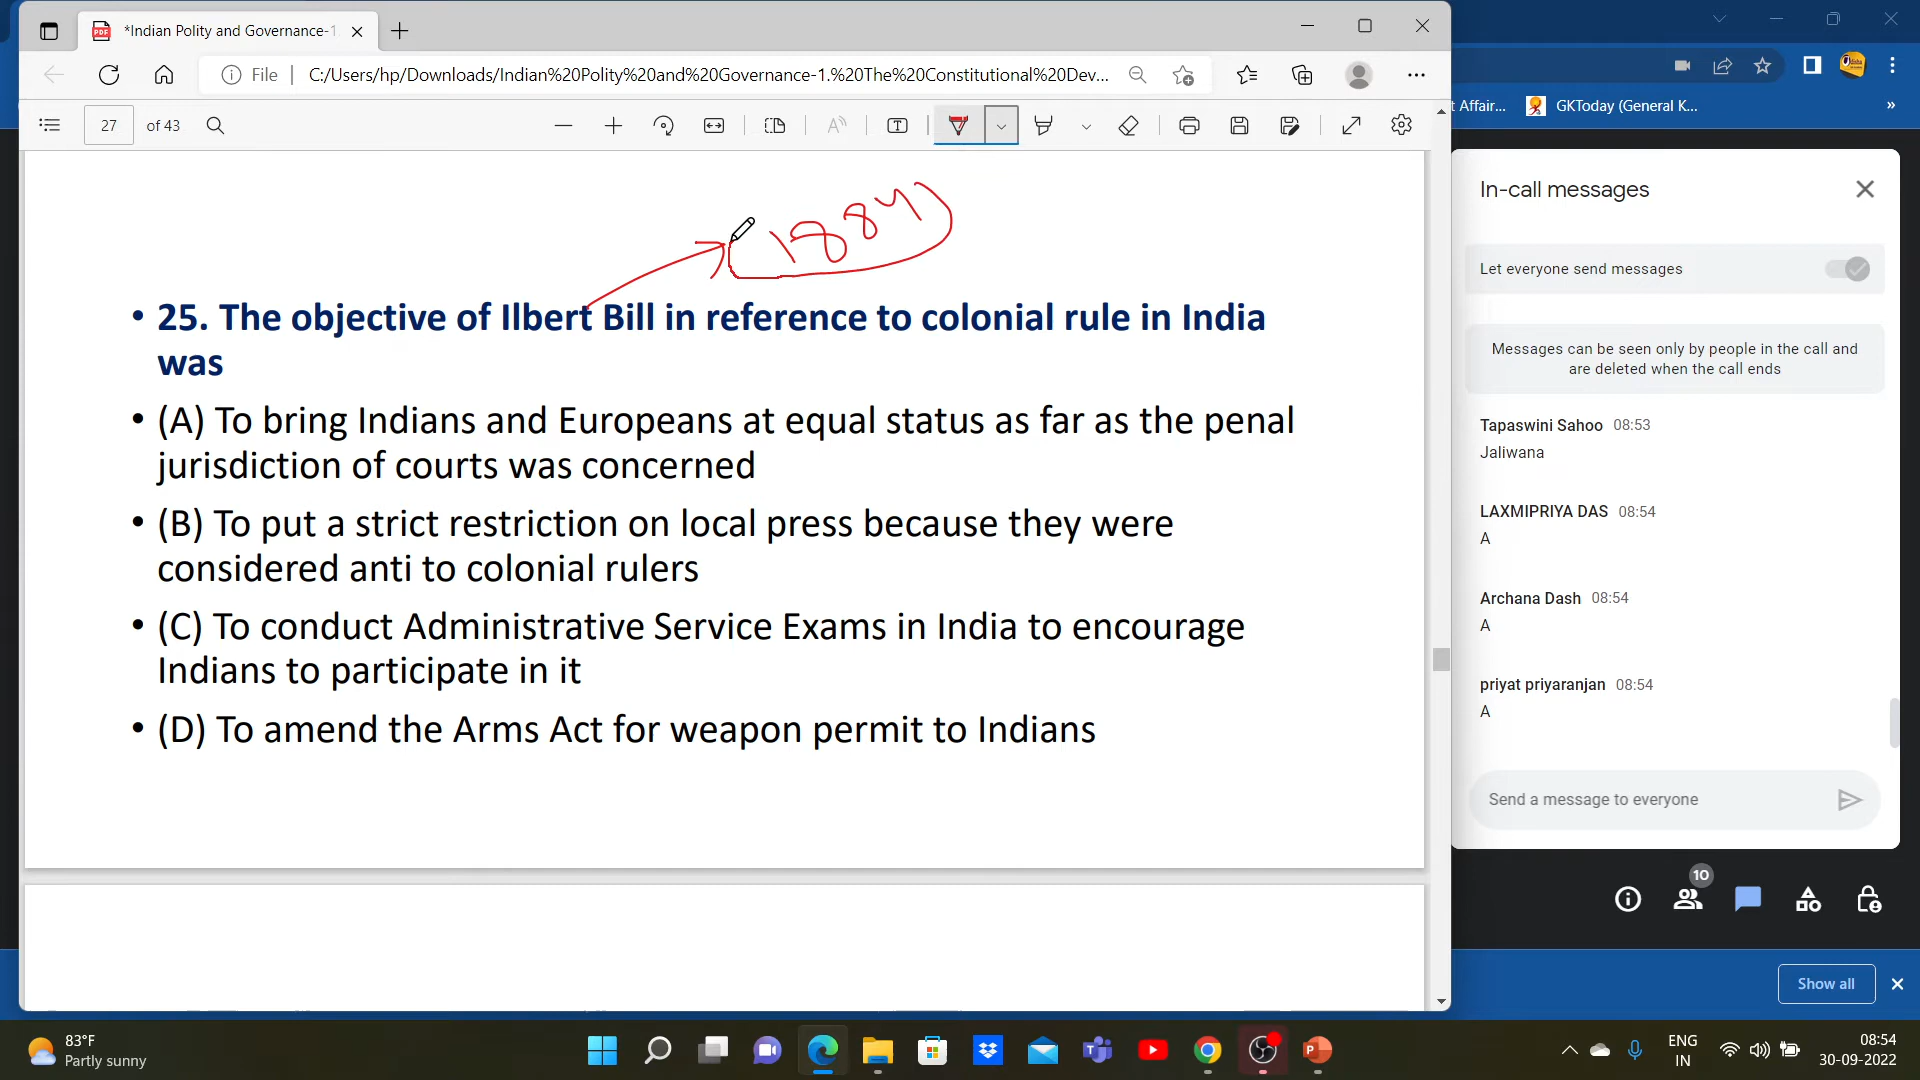 *Indian Polity and Governance-1
File
C:/Users/hp/Downloads/Indian%20Polity%20and%20Governance-1.%20The%20Constitutional%20Dev...
t Affair...
GKToday (General K...
»
27
of 43
1884
• 25. The objective of Ilbert Bill in reference to colonial rule in India
was
• (A) To bring Indians and Europeans at equal status as far as the penal
jurisdiction of courts was concerned
• (B) To put a strict restriction on local press because they were
considered anti to colonial rulers
• (C) To conduct Administrative Service Exams in India to encourage
Indians to participate in it
• (D) To amend the Arms Act for weapon permit to Indians
In-call messages
Let everyone send messages
Messages can be seen only by people in the call and
are deleted when the call ends
Tapaswini Sahoo 08:53
Jaliwana
LAXMIPRIYA DAS 08:54
A
Archana Dash 08:54
A
priyat priyaranjan 08:54
A
Send a message to everyone
10
Show all
83°F
Partly sunny
ENG
IN
08:54
30-09-2022